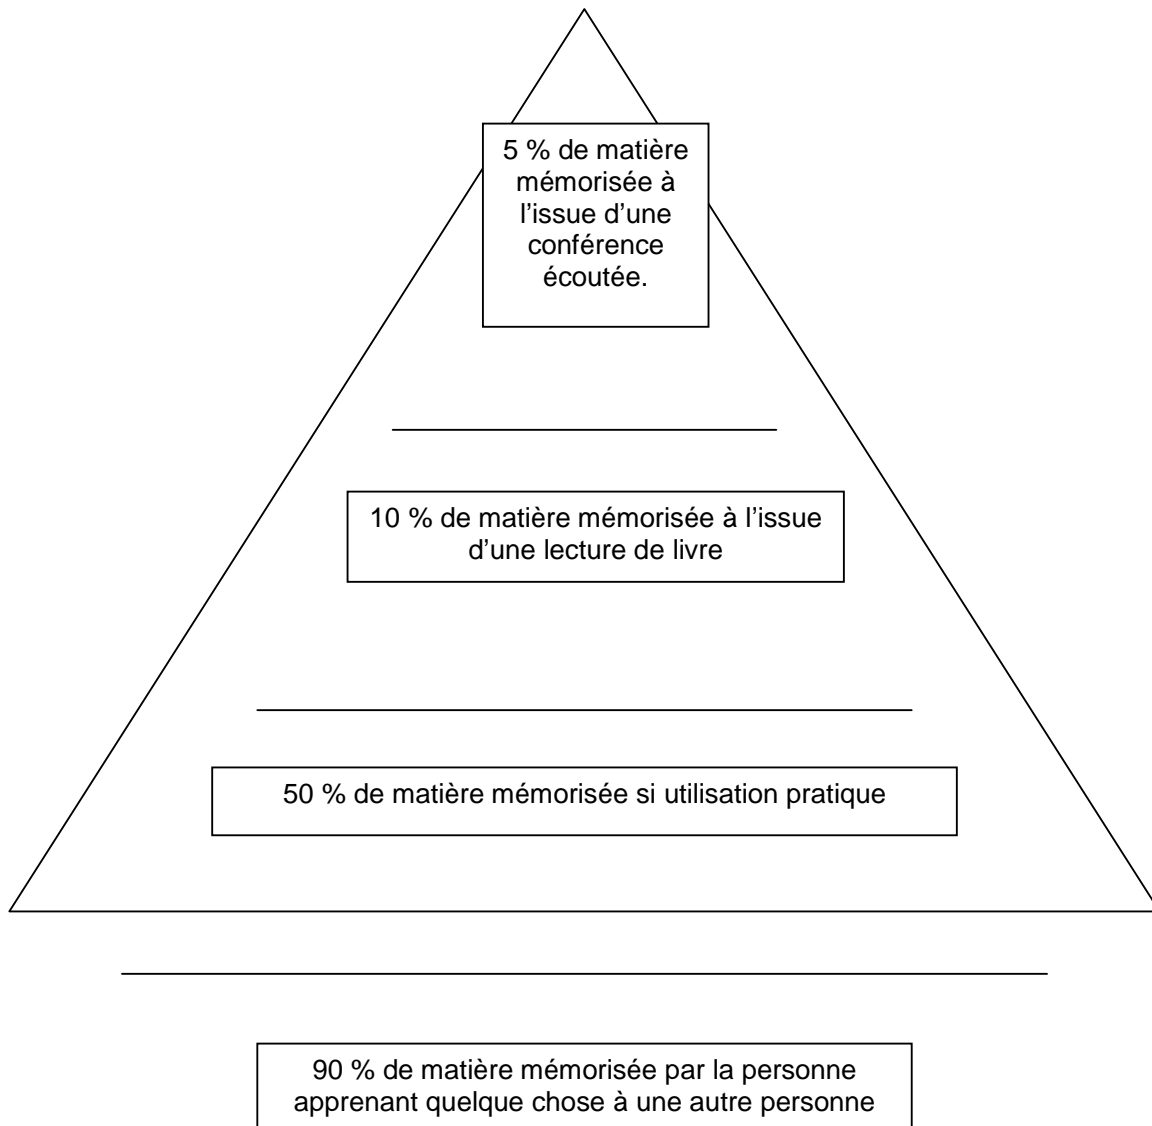 5 % de matière
mémorisée à
l’issue d’une
conférence
écoutée.
10 % de matière mémorisée à l’issue
d’une lecture de livre
50 % de matière mémorisée si utilisation pratique
90 % de matière mémorisée par la personne
apprenant quelque chose à une autre personne